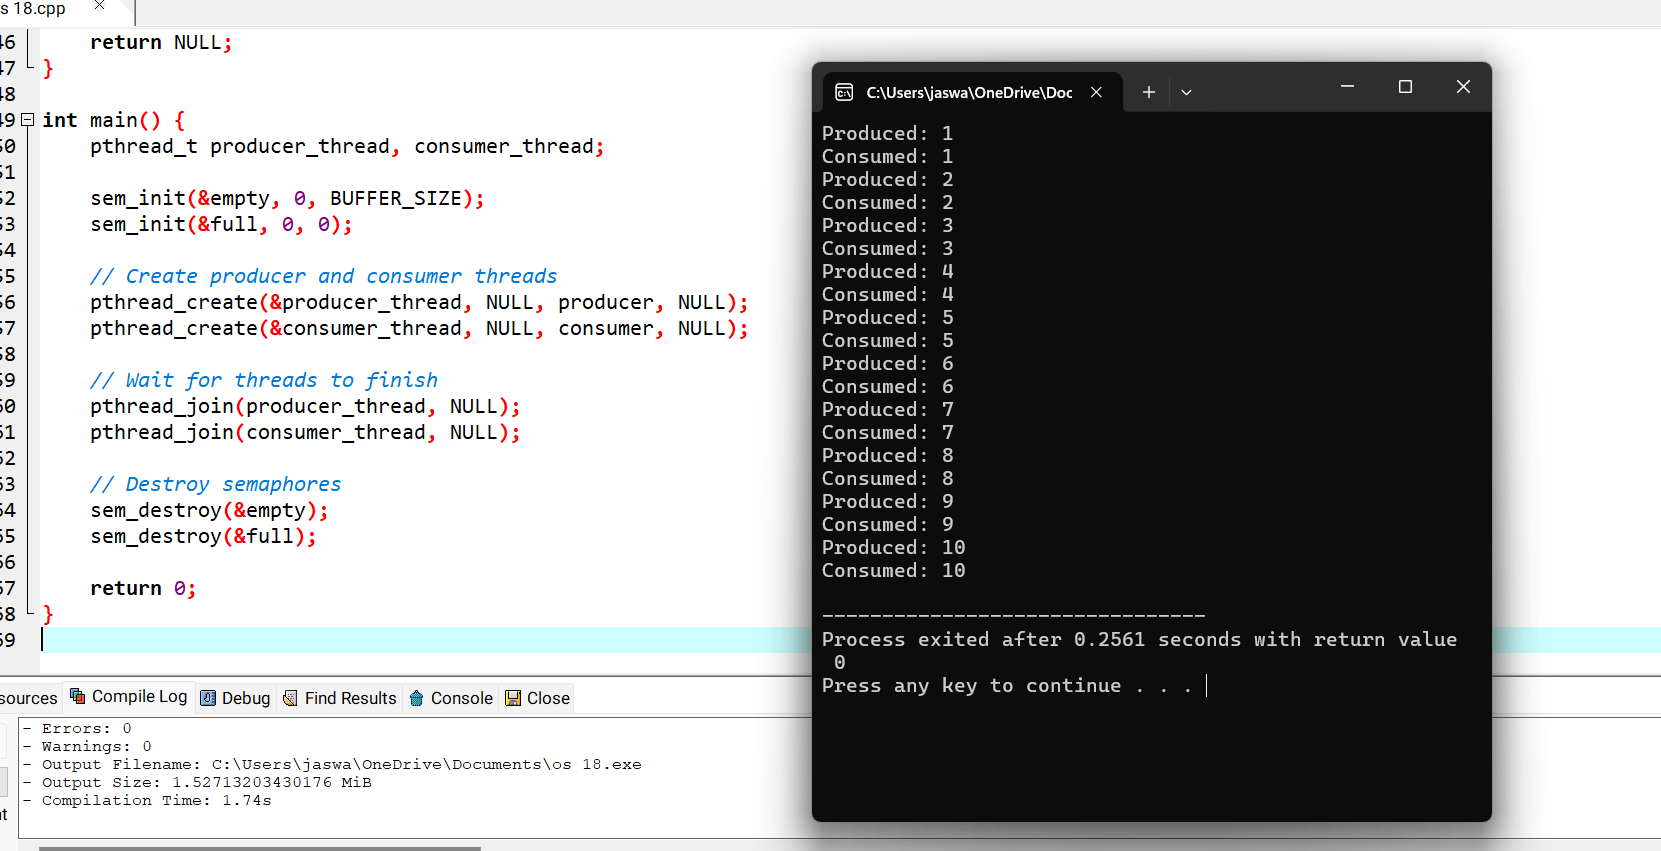 s 18.cpp
46 return NULL;
47 }
48
49 int main() {
50 pthread_t producer_thread, consumer_thread;
51
52 sem_init(&empty, 0, BUFFER_SIZE);
53 sem_init(&full, 0, 0);
54
55 // Create producer and consumer threads
56 pthread_create(&producer_thread, NULL, producer, NULL);
57 pthread_create(&consumer_thread, NULL, consumer, NULL);
58
59 // Wait for threads to finish
60 pthread_join(producer_thread, NULL);
61 pthread_join(consumer_thread, NULL);
62
63 // Destroy semaphores
64 sem_destroy(&empty);
65 sem_destroy(&full);
66
67 return 0;
68 }
69
C:\Users\jaswa\OneDrive\Doc
Produced: 1
Consumed: 1
Produced: 2
Consumed: 2
Produced: 3
Consumed: 3
Produced: 4
Consumed: 4
Produced: 5
Consumed: 5
Produced: 6
Consumed: 6
Produced: 7
Consumed: 7
Produced: 8
Consumed: 8
Produced: 9
Consumed: 9
Produced: 10
Consumed: 10
--------------------------------
Process exited after 0.2561 seconds with return value
0
Press any key to continue . . .
sources Compile Log Debug Find Results Console Close
- Errors: 0
- Warnings: 0
- Output Filename: C:\Users\jaswa\OneDrive\Documents\os 18.exe
- Output Size: 1.52713203430176 MiB
- Compilation Time: 1.74s